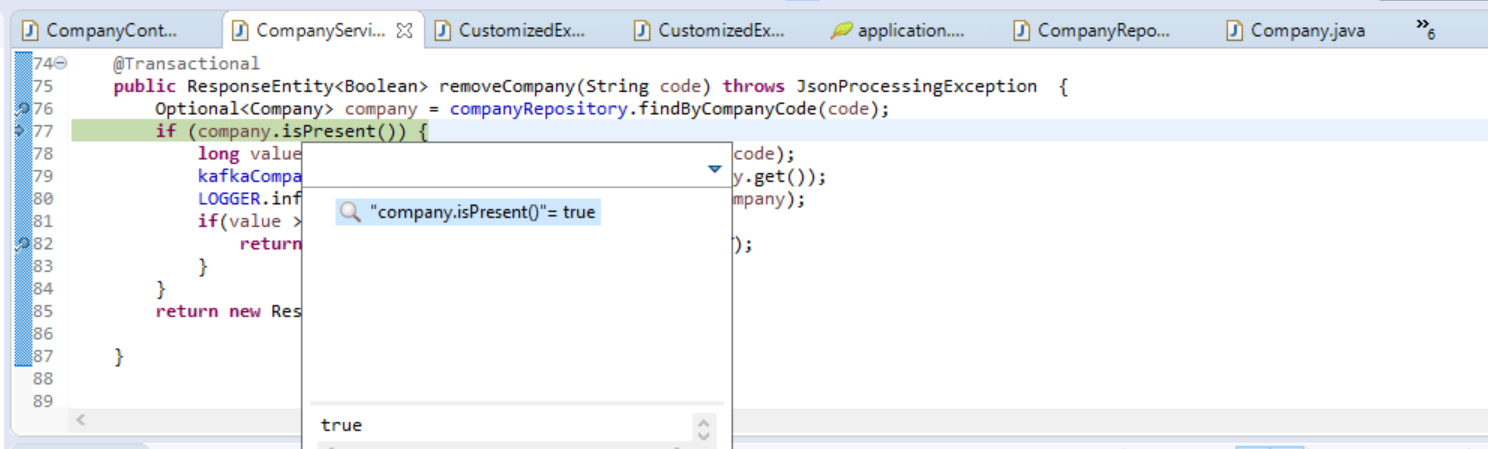 CompanyCont... CompanyServi... CustomizedEx... CustomizedEx... application.... CompanyRepo... Company.java »6
74 @Transactional
75 public ResponseEntity<Boolean> removeCompany(String code) throws JsonProcessingException {
76 Optional<Company> company = companyRepository.findByCompanyCode(code);
77 if (company.isPresent()) {
78 long value code);
79 kafkaCompa y.get());
80 LOGGER.inf mpany);
"company.isPresent()"= true
81 if(value >
82 return );
83 }
84 }
85 return new Res
86
87 }
88
89
true